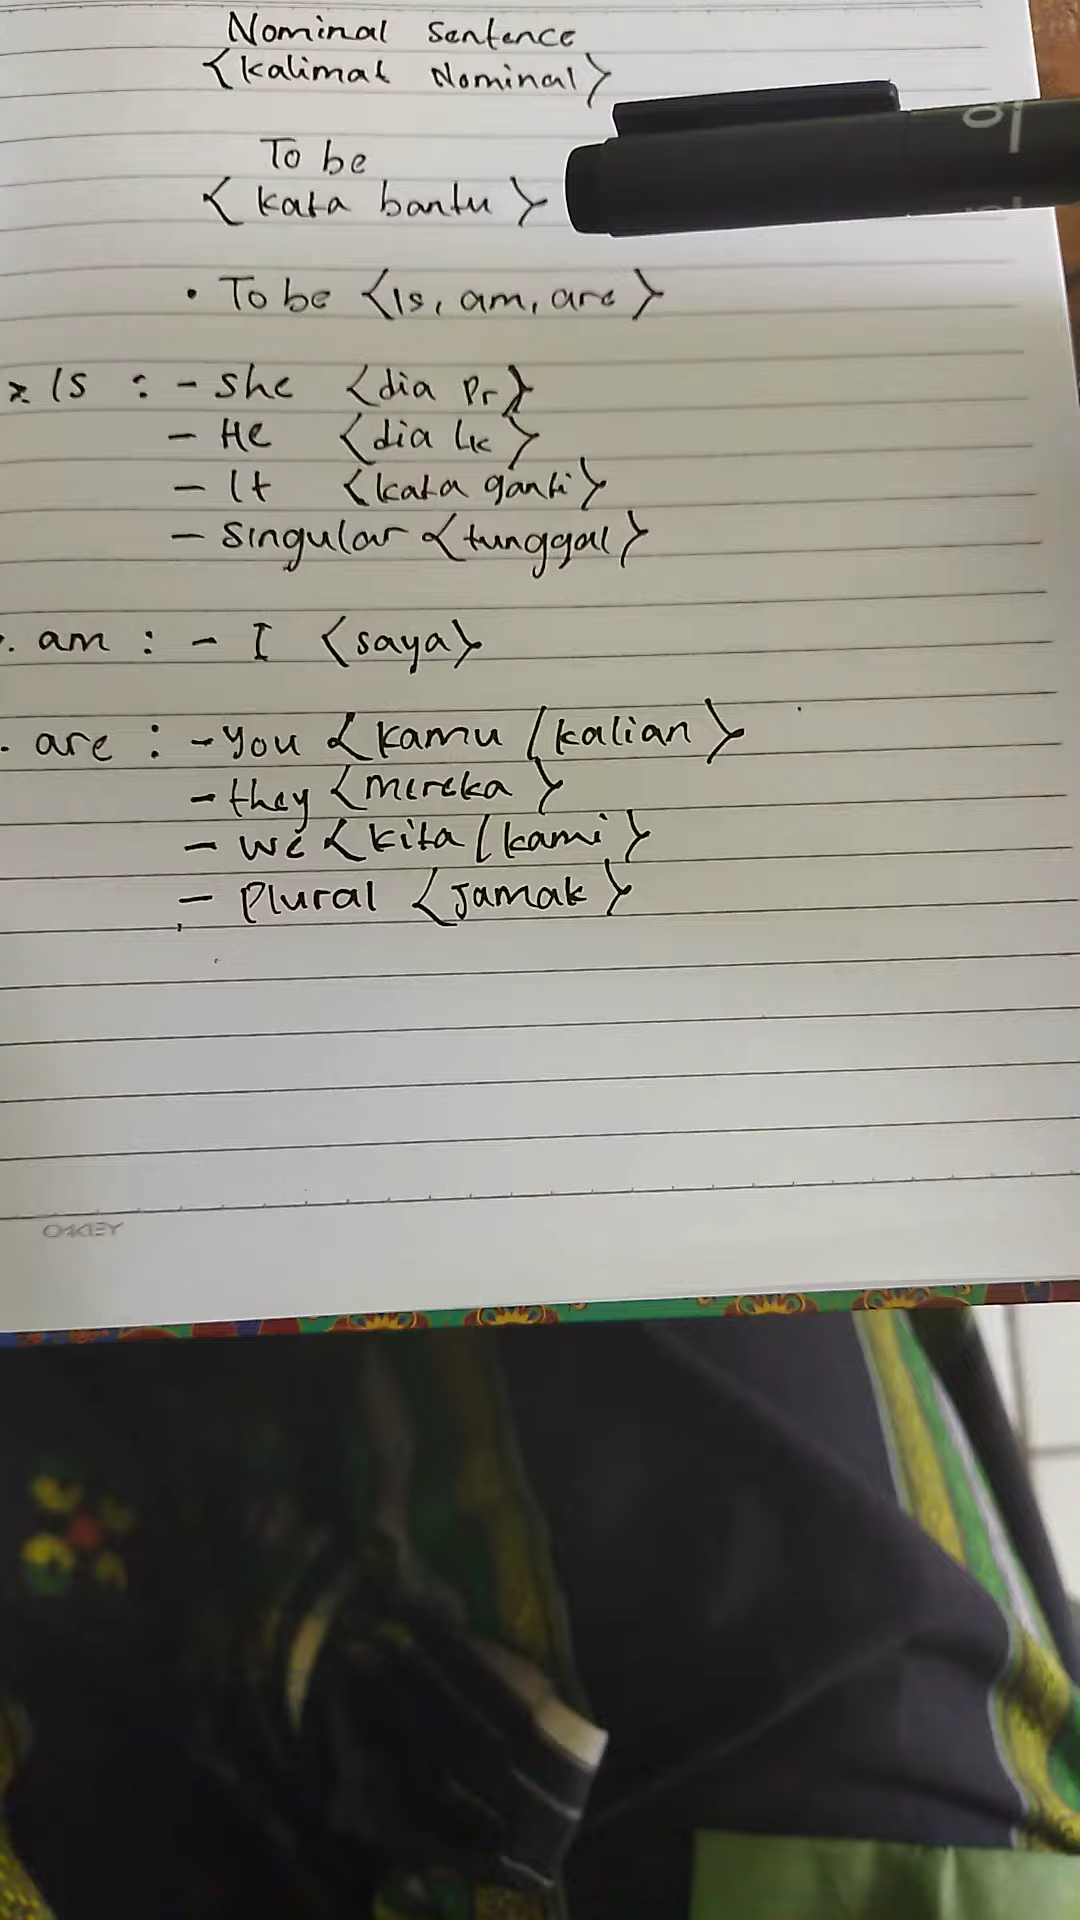 Nominal Sentence
<kalimat Nominal>
To be
<kata bantu>
• To be <is, am, are>
* Is : - She <dia Pr>
- He <dia Lk>
- It <kata ganti>
- Singular <tunggal>
. am : - I <saya>
. are : - You <kamu / kalian>
- they <mereka>
- We <kita / kami>
- Plural <Jamak>
OAKLEY